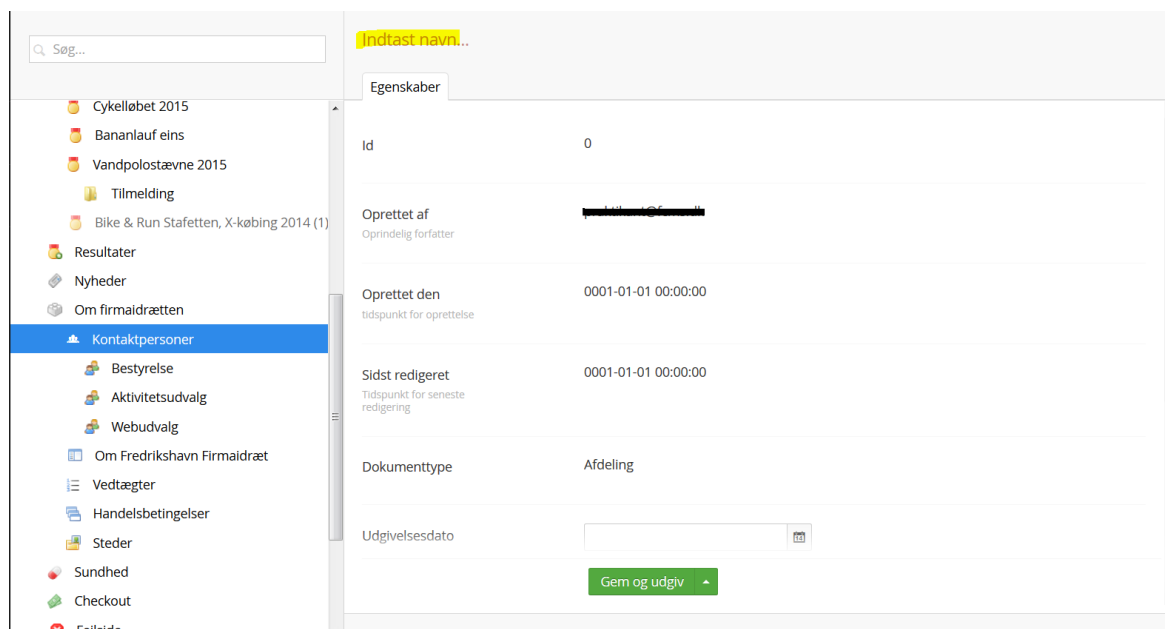 Søg...
Cykelløbet 2015
Bananlauf eins
Vandpolostævne 2015
Tilmelding
Bike & Run Stafetten, X-købing 2014 (1)
Resultater
Nyheder
Om firmaidrætten
Kontaktpersoner
Bestyrelse
Aktivitetsudvalg
Webudvalg
Om Fredrikshavn Firmaidræt
Vedtægter
Handelsbetingelser
Steder
Sundhed
Checkout
Indtast navn...
Egenskaber
Id
0
Oprettet af
Oprindelig forfatter
Oprettet den
0001-01-01 00:00:00
tidspunkt for oprettelse
Sidst redigeret
0001-01-01 00:00:00
Tidspunkt for seneste
redigering
Dokumenttype
Afdeling
Udgivelsesdato
Gem og udgiv